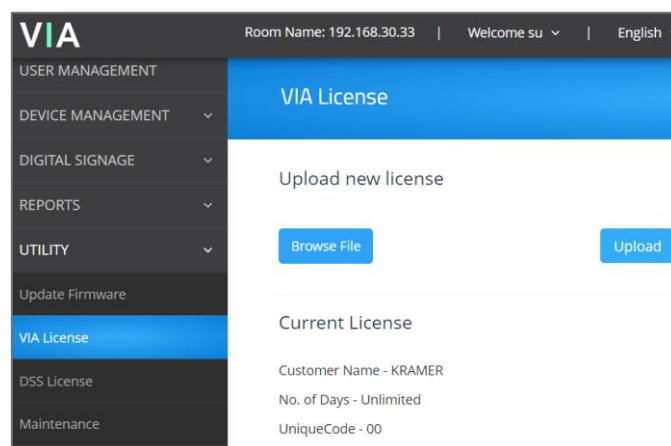 VIA
Room Name: 192.168.30.33 | Welcome su | English
USER MANAGEMENT
DEVICE MANAGEMENT
DIGITAL SIGNAGE
REPORTS
UTILITY
Update Firmware
VIA License
DSS License
Maintenance
VIA License
Upload new license
Browse File
Upload
Current License
Customer Name - KRAMER
No. of Days - Unlimited
UniqueCode - 00